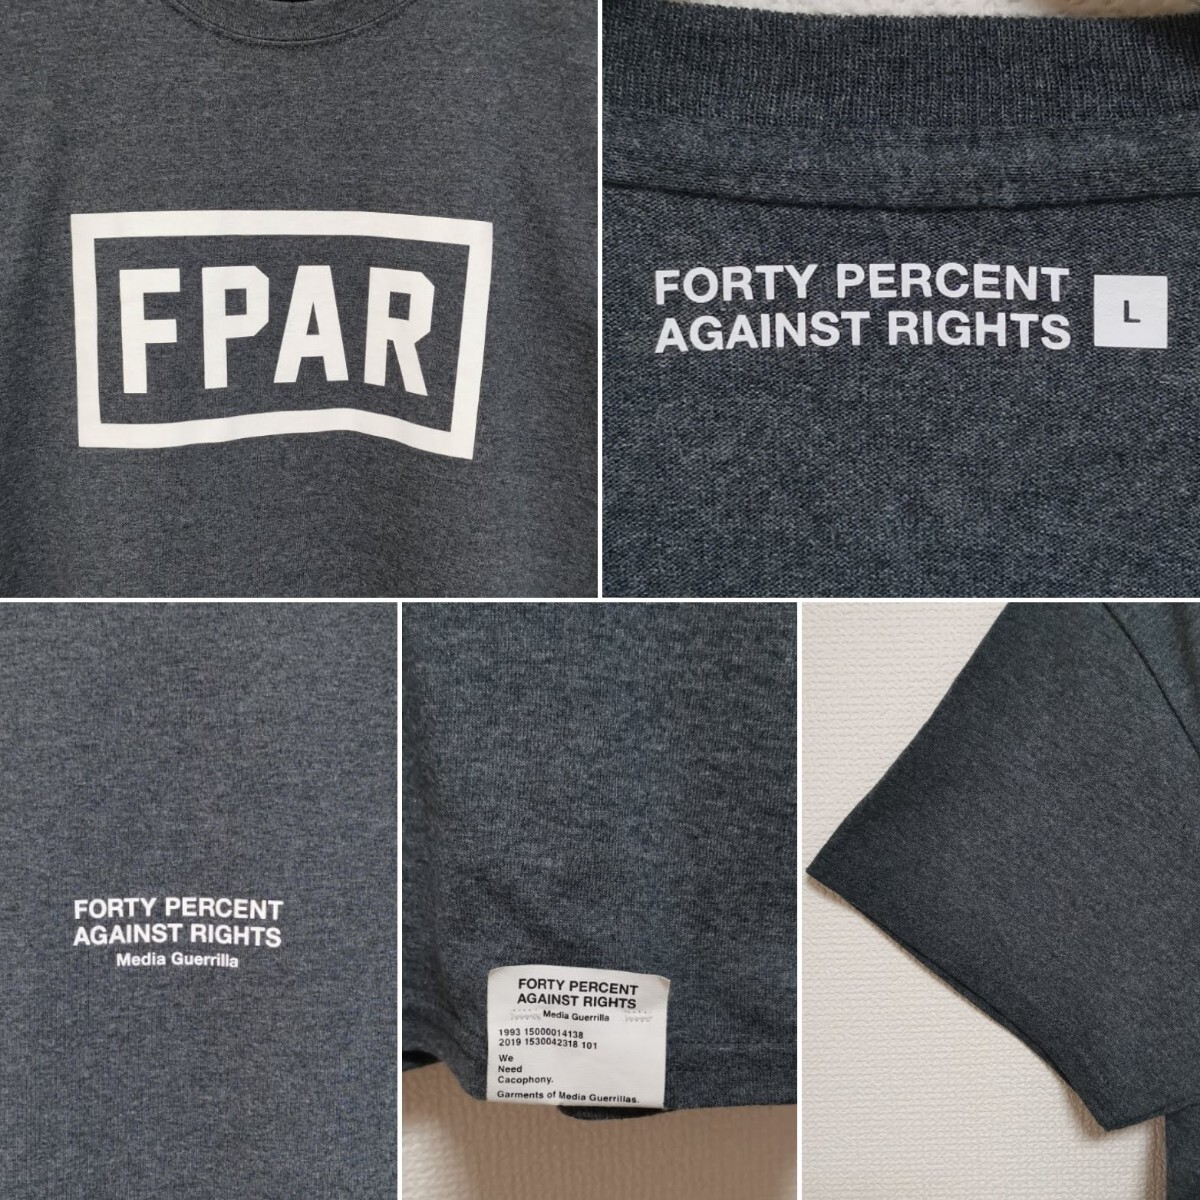 FPAR
FORTY PERCENT
AGAINST RIGHTS
L
FORTY PERCENT
AGAINST RIGHTS
Media Guerrilla
FORTY PERCENT
AGAINST RIGHTS
Media Guerrilla
1993 15000014138
2019 1530042318 101
We
Need
Cacophony.
Garments of Media Guerrillas.